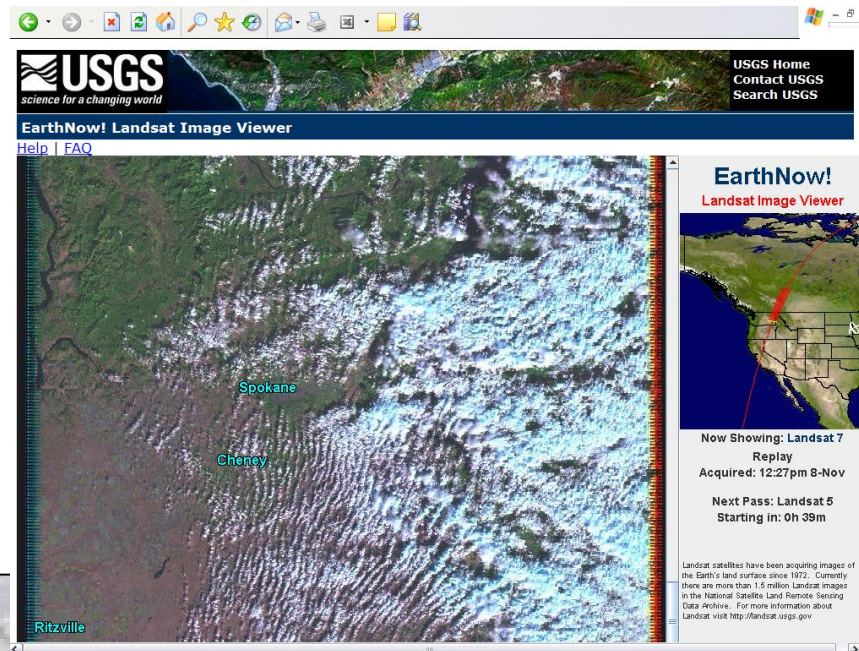 USGS
science for a changing world
USGS Home
Contact USGS
Search USGS
EarthNow! Landsat Image Viewer
Help | FAQ
EarthNow!
Landsat Image Viewer
Spokane
Cheney
Ritzville
Now Showing: Landsat 7
Replay
Acquired: 12:27pm 8-Nov
Next Pass: Landsat 5
Starting in: 0h 39m
Landsat satellites have been acquiring images of
the Earth's land surface since 1972. Currently
there are more than 1.5 million Landsat images
in the National Satellite Land Remote Sensing
Data Archive. For more information about
Landsat visit http://landsat.usgs.gov